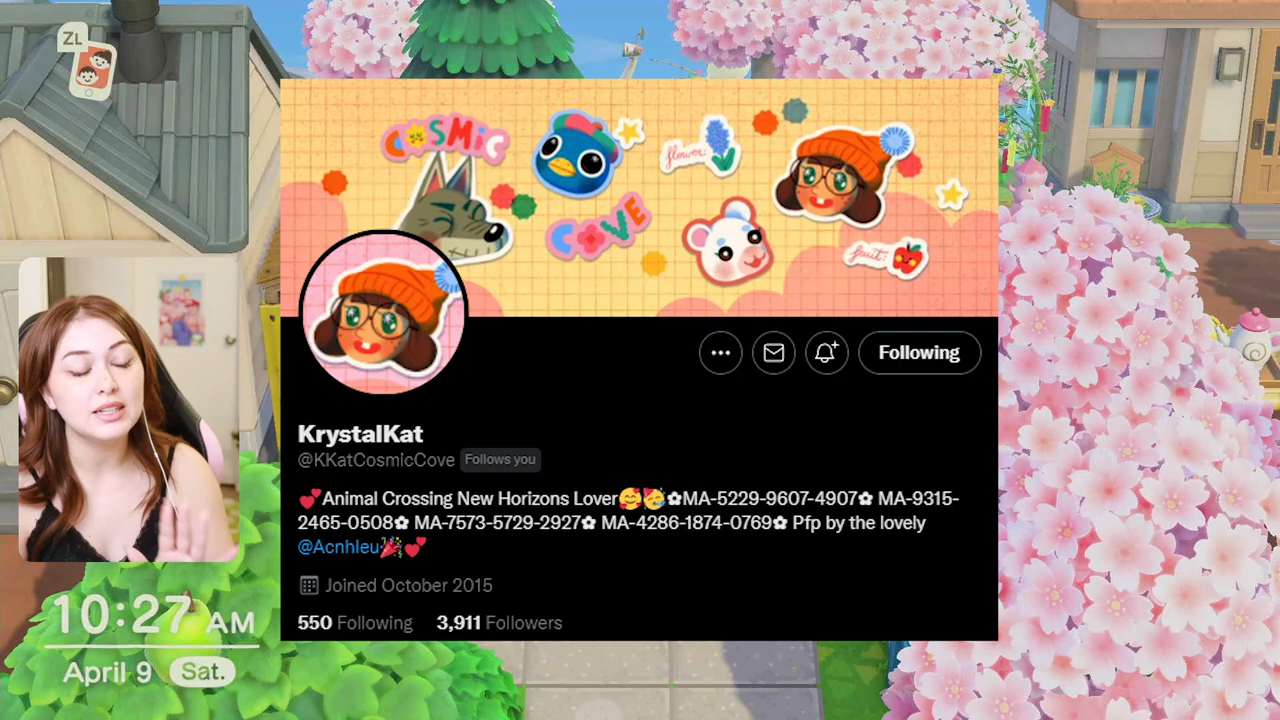 ZL
COSMiC
flower:
COVE
fruit:
Following
KrystalKat
@KKatCosmicCove Follows you
💕Animal Crossing New Horizons Lover🥰🥳✿MA-5229-9607-4907✿ MA-9315-
2465-0508✿ MA-7573-5729-2927✿ MA-4286-1874-0769✿ Pfp by the lovely
@Acnhleu🎉💕
Joined October 2015
550 Following 3,911 Followers
10:27 AM
April 9 Sat.